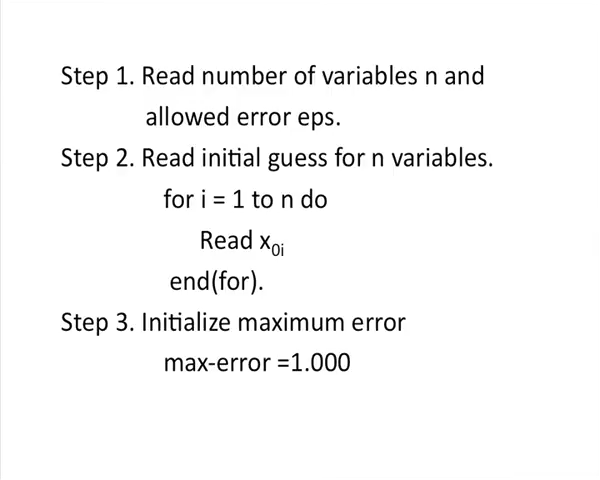 Step 1. Read number of variables n and
allowed error eps.
Step 2. Read initial guess for n variables.
for i = 1 to n do
Read x₀ᵢ
end(for).
Step 3. Initialize maximum error
max-error =1.000